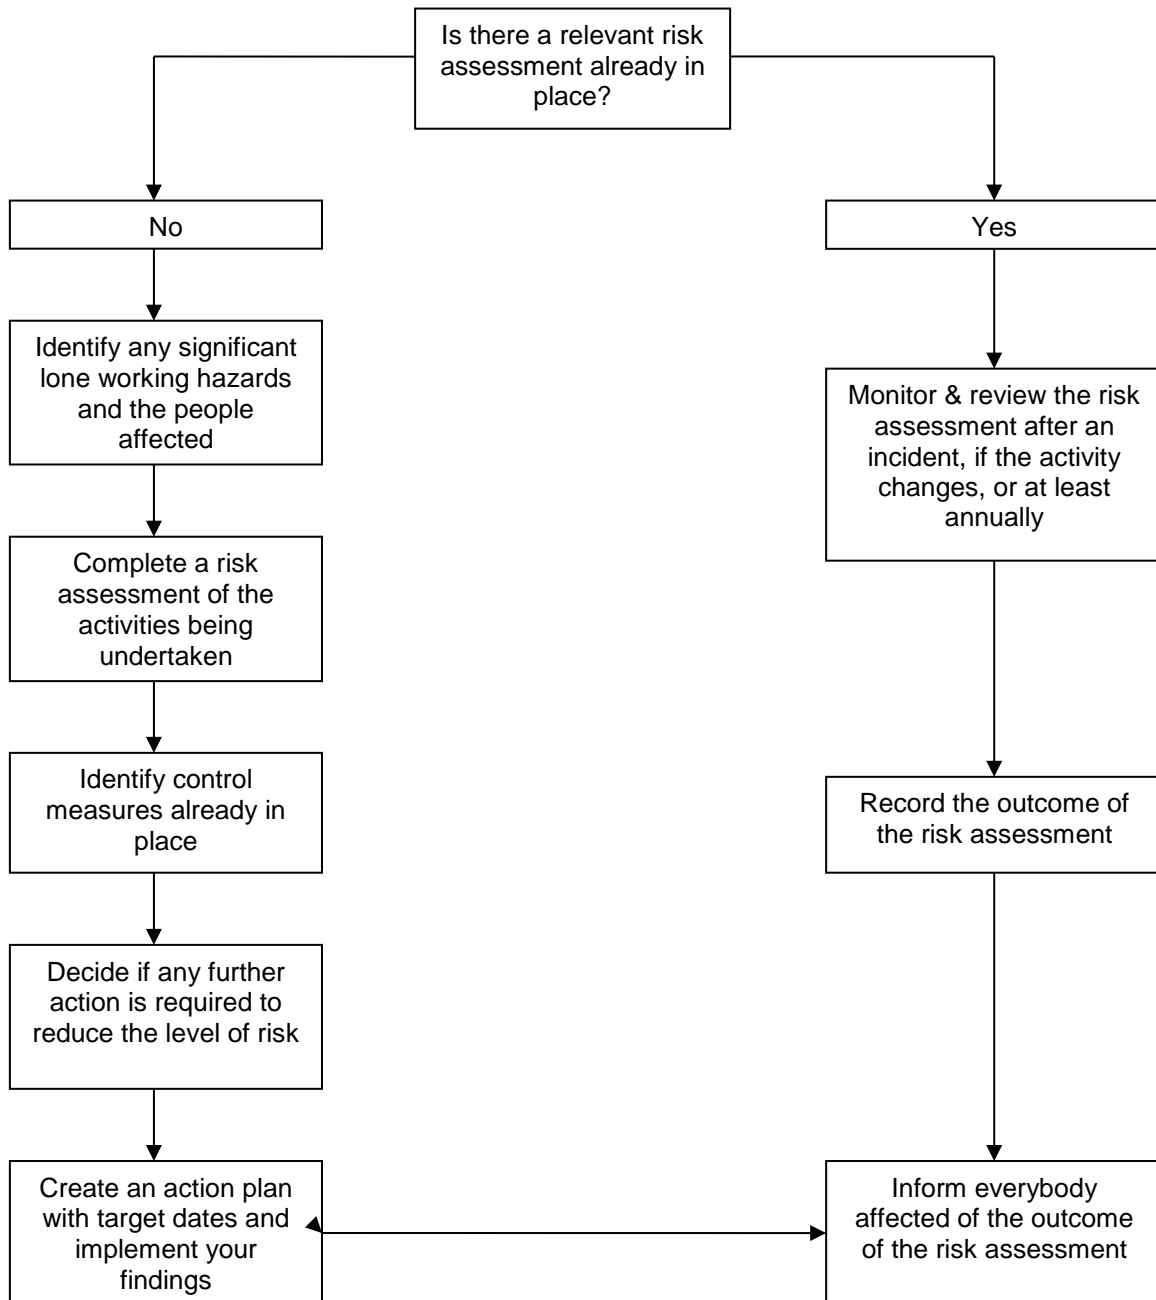 Is there a relevant risk
assessment already in
place?
No
Yes
Identify any significant
lone working hazards
and the people
affected
Monitor & review the risk
assessment after an
incident, if the activity
changes, or at least
annually
Complete a risk
assessment of the
activities being
undertaken
Identify control
measures already in
place
Record the outcome of
the risk assessment
Decide if any further
action is required to
reduce the level of risk
Create an action plan
with target dates and
implement your
findings
Inform everybody
affected of the outcome
of the risk assessment